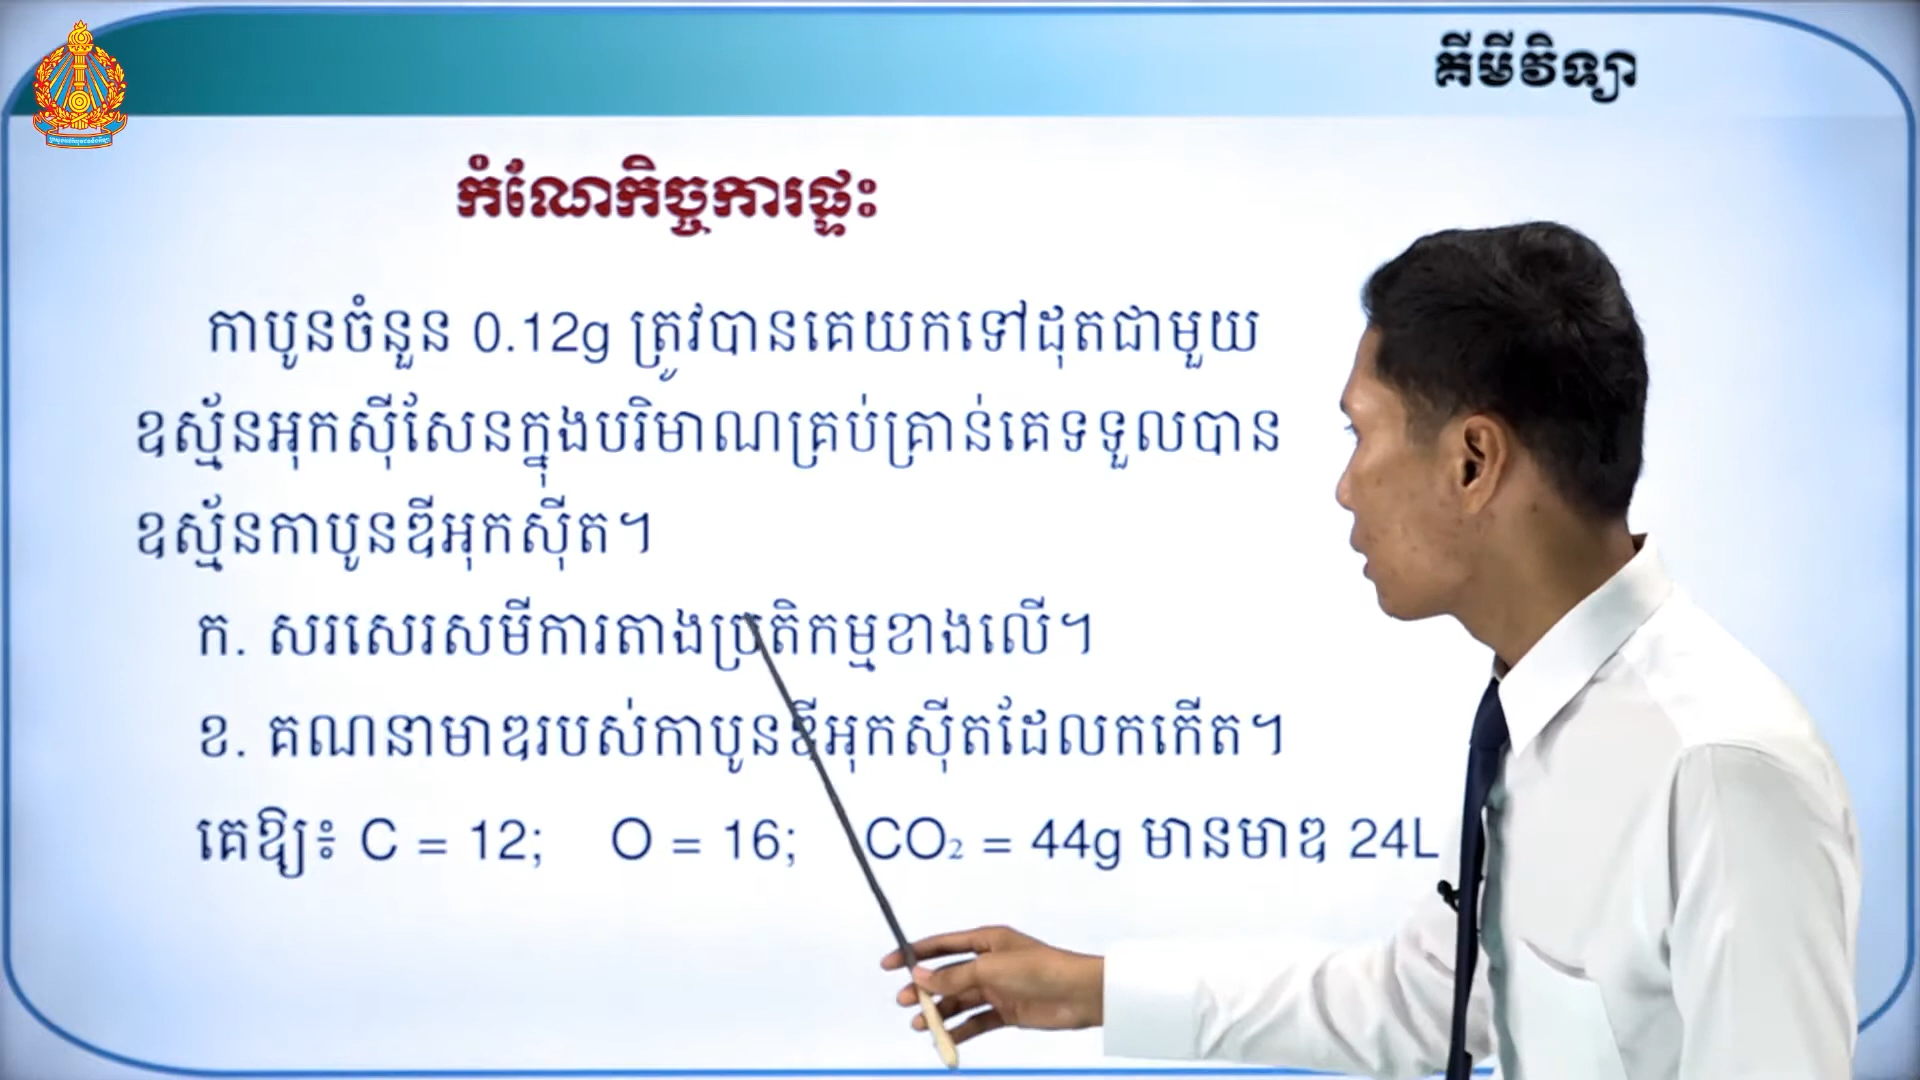 គីមីវិទ្យា
កំណែកិច្ចការផ្ទះ
កាបូនចំនួន 0.12g ត្រូវបានគេយកទៅដុតជាមួយ
ឧស្ម័នអុកស៊ីសែនក្នុងបរិមាណគ្រប់គ្រាន់គេទទួលបាន
ឧស្ម័នកាបូនឌីអុកស៊ីត។
ក. សរសេរសមីការតាងប្រតិកម្មខាងលើ។
ខ. គណនាមាឌរបស់កាបូនឌីអុកស៊ីតដែលកកើត។
គេឱ្យ៖ C = 12; O = 16; CO₂ = 44g មានមាឌ 24L